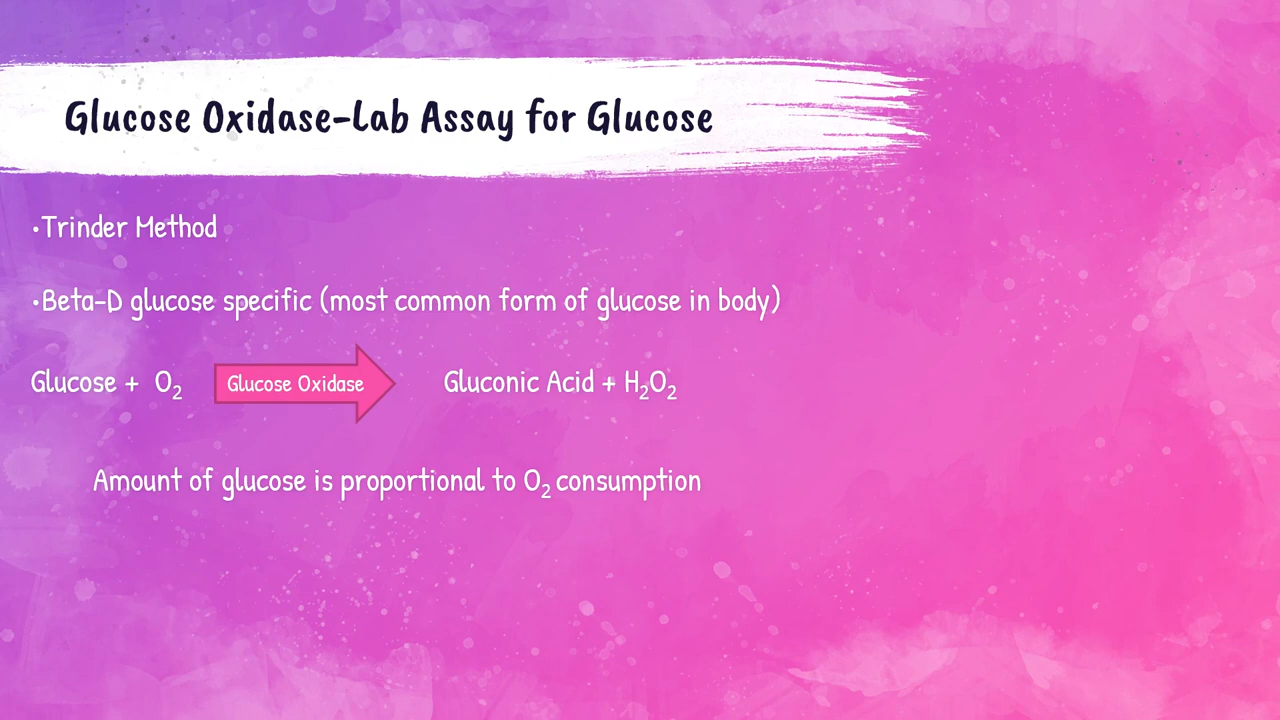 Glucose Oxidase-Lab Assay for Glucose
•Trinder Method
•Beta-D glucose specific (most common form of glucose in body)
Glucose + O₂ Glucose Oxidase Gluconic Acid + H₂O₂
Amount of glucose is proportional to O₂ consumption